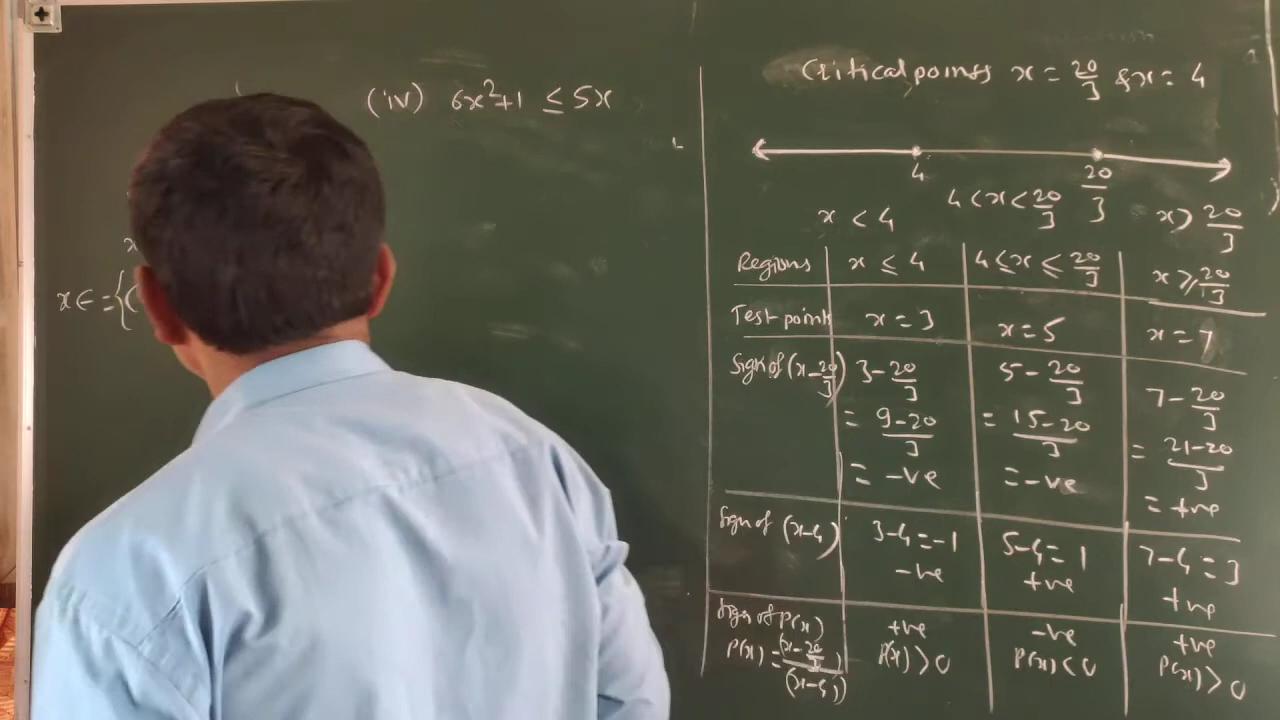 (iv) 6x²+1 ≤ 5x
x
x ∈ = {(
Critical points x = 20/3 & x = 4
4
20/3
x < 4
4 < x < 20/3
x > 20/3
Regions x ≤ 4 4 ≤ x ≤ 20/3 x ≥ 20/3
Test points x = 3 x = 5 x = 7
Sign of (x - 20/3) 3 - 20/3 5 - 20/3 7 - 20/3
= 9-20/3 = 15-20/3 = 21-20/3
= -ve = -ve = +ve
Sign of (x-4) 3-4 = -1 5-4 = 1 7-4 = 3
-ve +ve +ve
Sign of P(x) +ve -ve +ve
P(x) = (x - 20/3)/(x-4) P(x) > 0 P(x) < 0 P(x) > 0